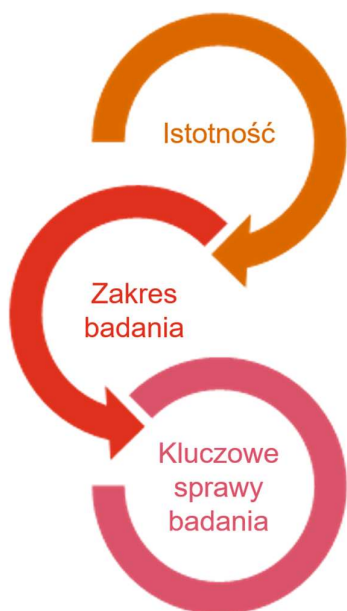 Istotność
Zakres
badania
Kluczowe
sprawy
badania